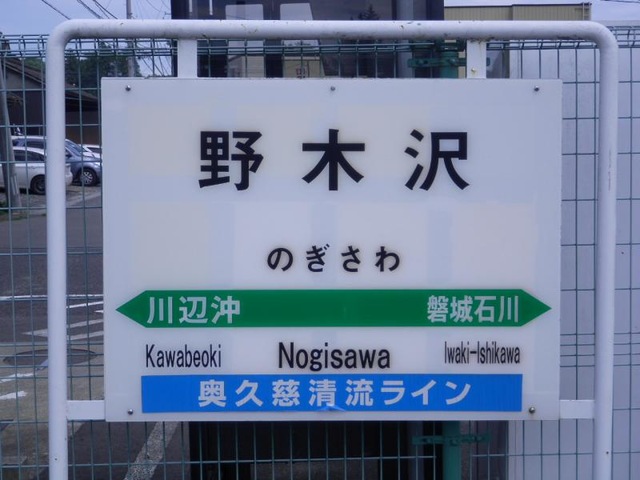 野木沢
のぎさわ
川辺沖 磐城石川
Kawabeoki Nogisawa Iwaki-Ishikawa
奥久慈清流ライン